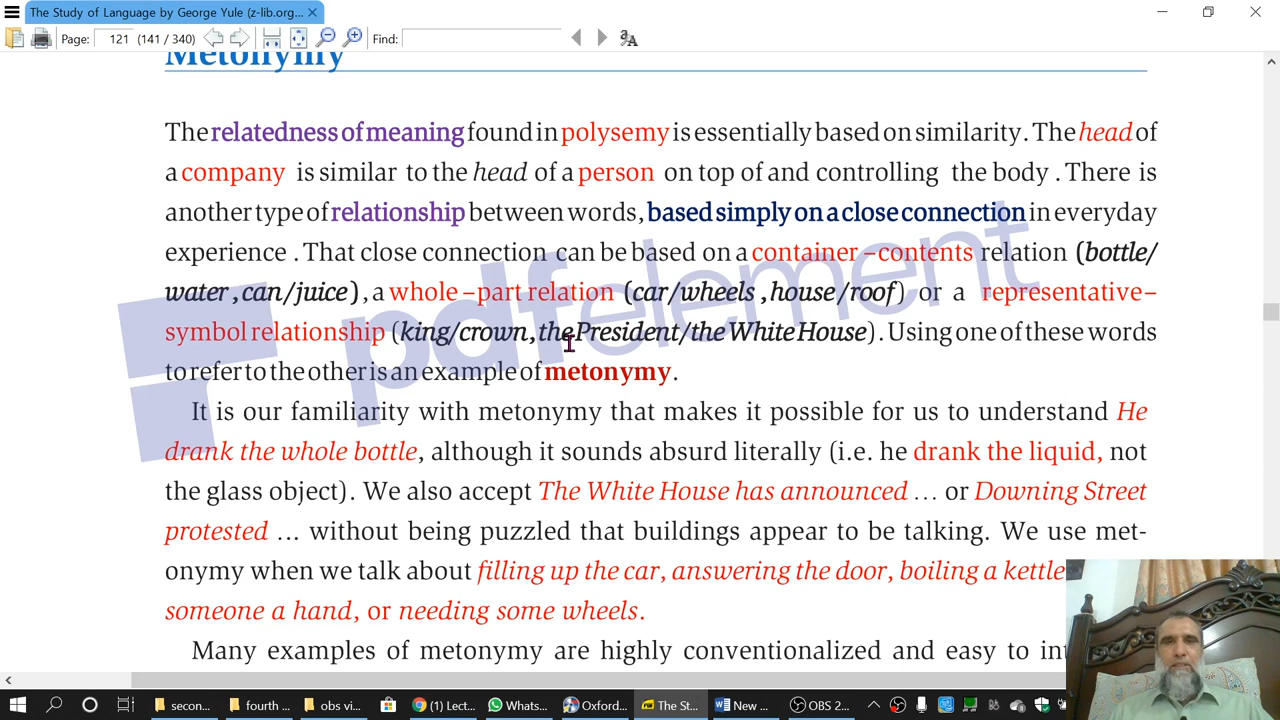 The Study of Language by George Yule (z-lib.org...
Page: 121 (141 / 340) Find:
Metonymy
The relatedness of meaning found in polysemy is essentially based on similarity. The head of
a company is similar to the head of a person on top of and controlling the body . There is
another type of relationship between words, based simply on a close connection in everyday
experience . That close connection can be based on a container –contents relation (bottle/
water , can/juice ), a whole –part relation (car/wheels , house /roof) or a representative–
symbol relationship (king/crown, the President/the White House). Using one of these words
to refer to the other is an example of metonymy .
It is our familiarity with metonymy that makes it possible for us to understand He
drank the whole bottle, although it sounds absurd literally (i.e. he drank the liquid, not
the glass object). We also accept The White House has announced … or Downing Street
protested … without being puzzled that buildings appear to be talking. We use met-
onymy when we talk about filling up the car, answering the door, boiling a kettle
someone a hand, or needing some wheels.
Many examples of metonymy are highly conventionalized and easy to
pdfelement
secon... fourth ... obs vi... (1) Lect... Whats... Oxford... The St... New ... OBS 2...